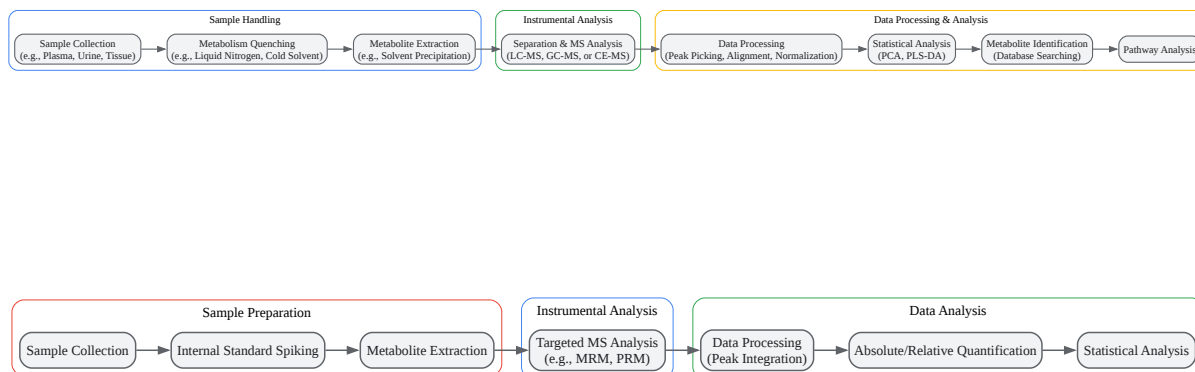 Sample Handling
Instrumental Analysis
Data Processing & Analysis
Sample Collection
(e.g., Plasma, Urine, Tissue)
Metabolism Quenching
(e.g., Liquid Nitrogen, Cold Solvent)
Metabolite Extraction
(e.g., Solvent Precipitation)
Separation & MS Analysis
(LC-MS, GC-MS, or CE-MS)
Data Processing
(Peak Picking, Alignment, Normalization)
Statistical Analysis
(PCA, PLS-DA)
Metabolite Identification
(Database Searching)
Pathway Analysis
Sample Preparation
Instrumental Analysis
Data Analysis
Sample Collection
Internal Standard Spiking
Metabolite Extraction
Targeted MS Analysis
(e.g., MRM, PRM)
Data Processing
(Peak Integration)
Absolute/Relative Quantification
Statistical Analysis